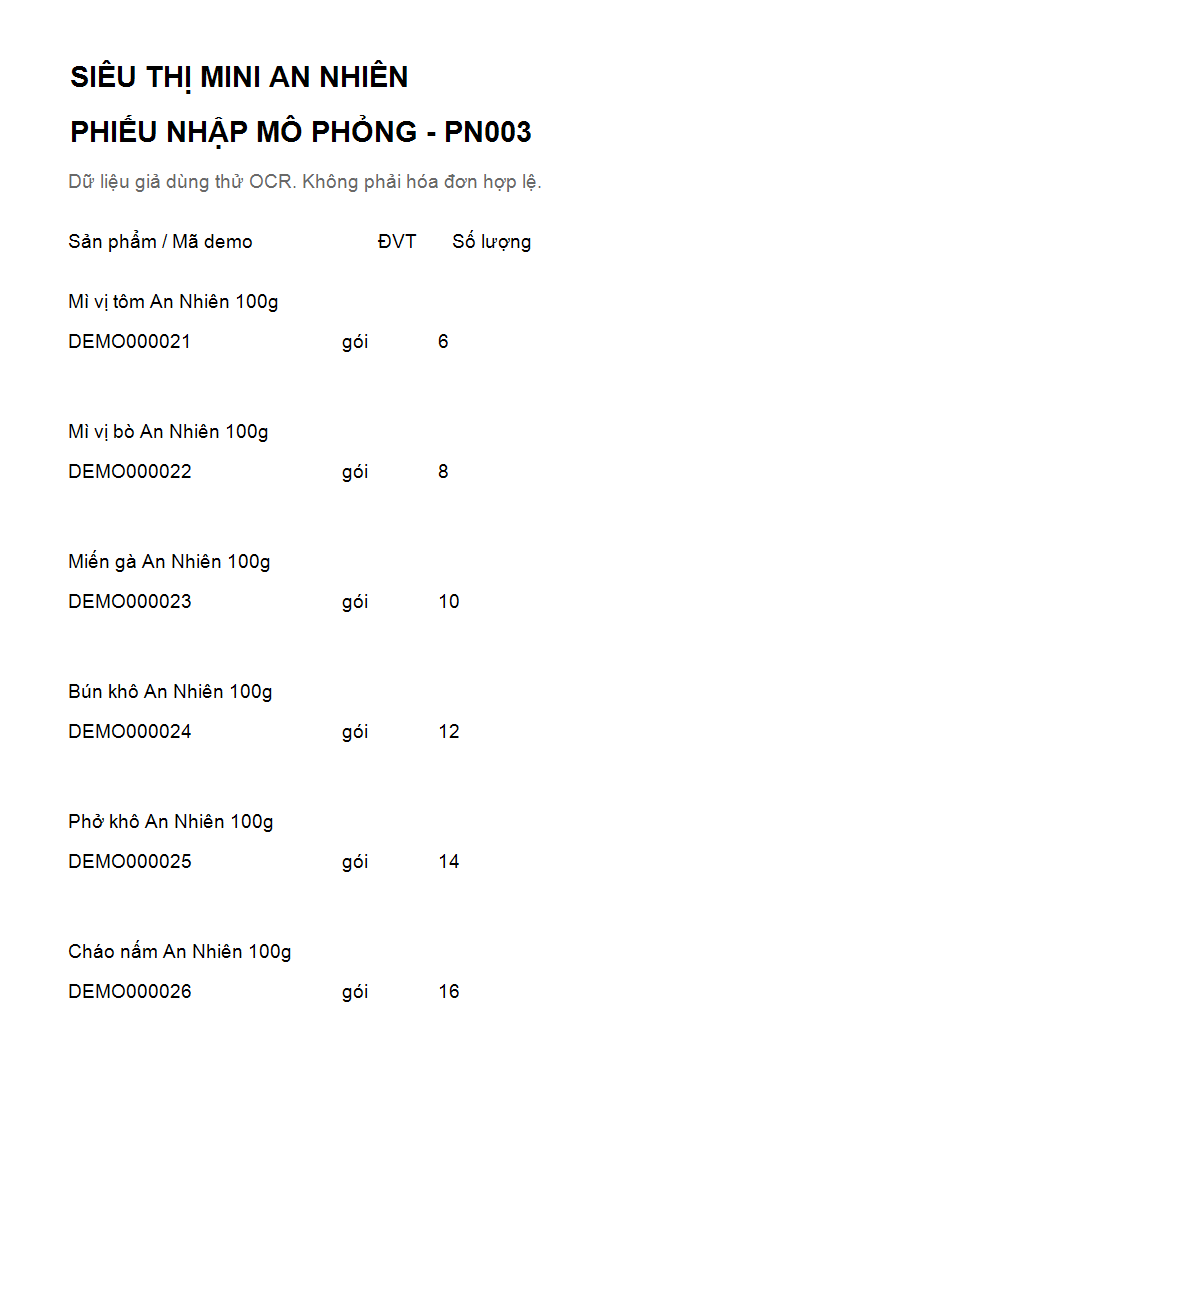 SIÊU THỊ MINI AN NHIÊN
PHIẾU NHẬP MÔ PHỎNG - PN003
Dữ liệu giả dùng thử OCR. Không phải hóa đơn hợp lệ.
Sản phẩm / Mã demo ĐVT Số lượng
Mì vị tôm An Nhiên 100g
DEMO000021 gói 6
Mì vị bò An Nhiên 100g
DEMO000022 gói 8
Miến gà An Nhiên 100g
DEMO000023 gói 10
Bún khô An Nhiên 100g
DEMO000024 gói 12
Phở khô An Nhiên 100g
DEMO000025 gói 14
Cháo nấm An Nhiên 100g
DEMO000026 gói 16